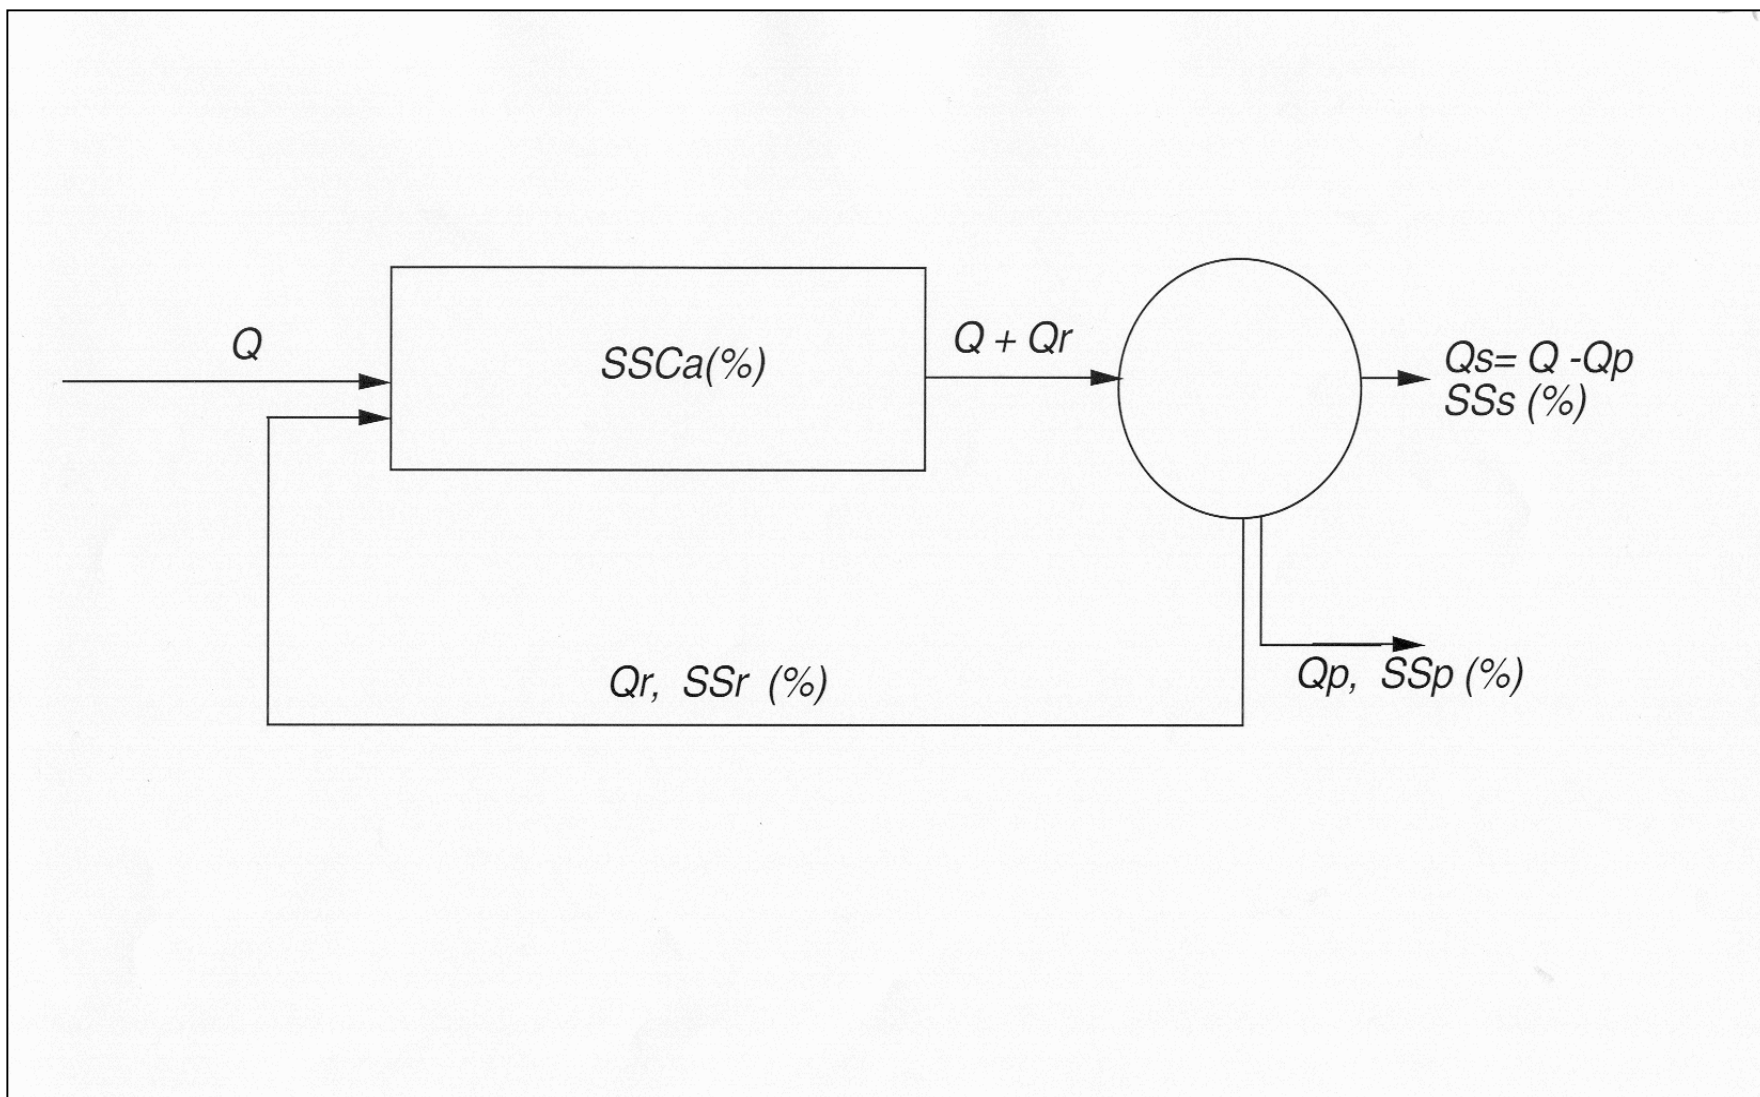 Q
SSCa(%)
Q + Qr
Qs= Q -Qp
SSs (%)
Qr, SSr (%)
Qp, SSp (%)